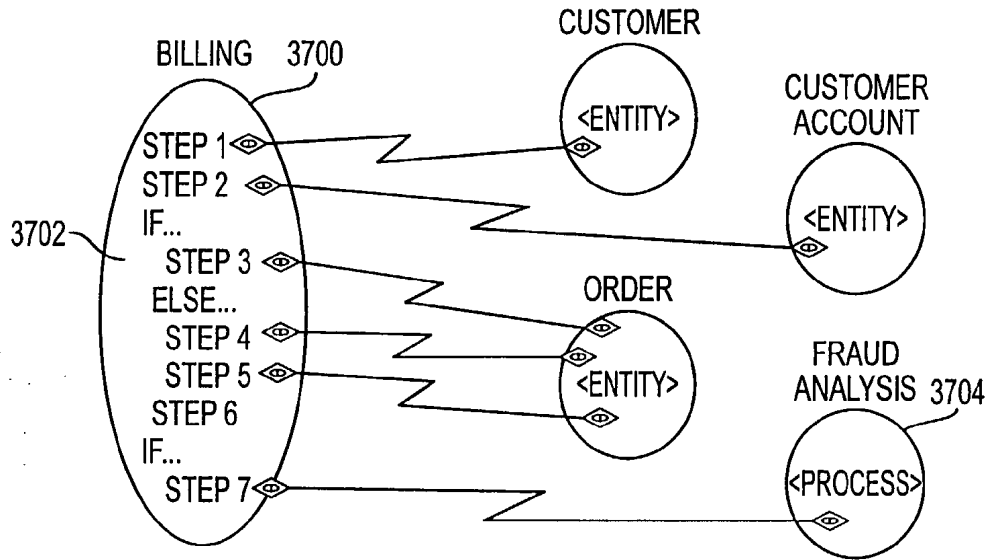 BILLING 3700
STEP 1
STEP 2
IF...
3702
STEP 3
ELSE...
STEP 4
STEP 5
STEP 6
IF...
STEP 7
CUSTOMER
<ENTITY>
CUSTOMER
ACCOUNT
<ENTITY>
ORDER
<ENTITY>
FRAUD
ANALYSIS 3704
<PROCESS>